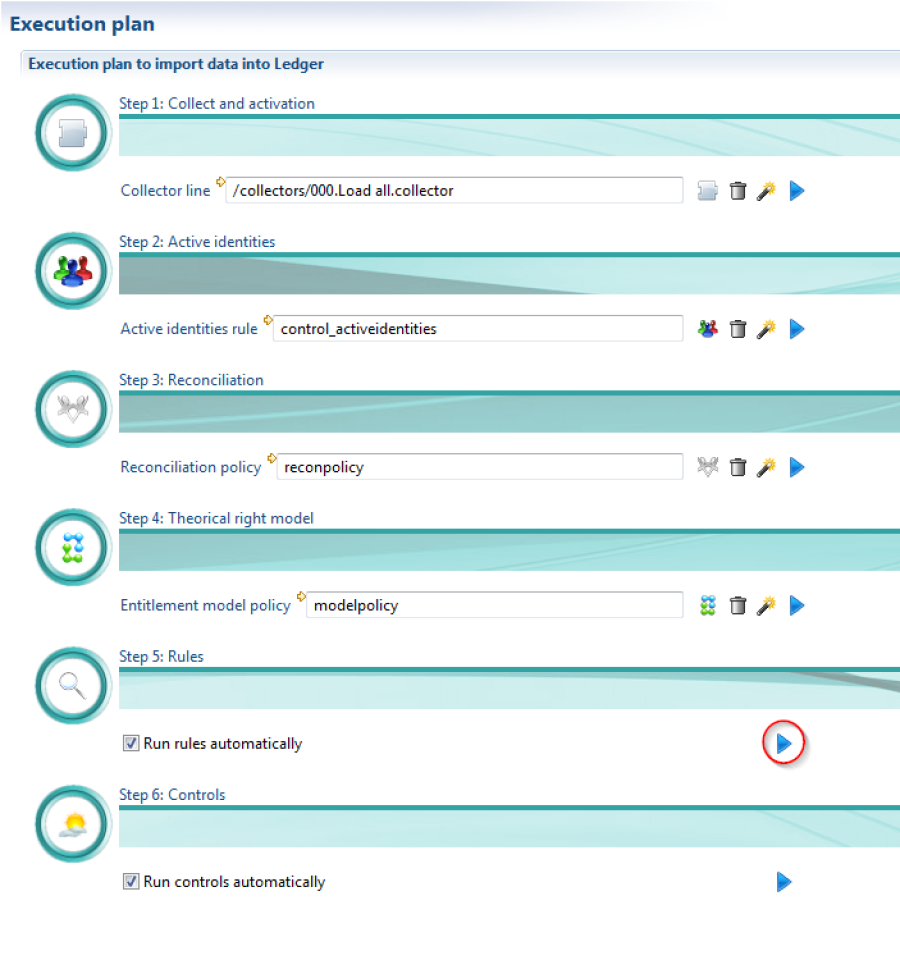 Execution plan
Execution plan to import data into Ledger
Step 1: Collect and activation
Collector line /collectors/000.Load all.collector
Step 2: Active identities
Active identities rule control_activeidentities
Step 3: Reconciliation
Reconciliation policy reconpolicy
Step 4: Theorical right model
Entitlement model policy modelpolicy
Step 5: Rules
Run rules automatically
Step 6: Controls
Run controls automatically